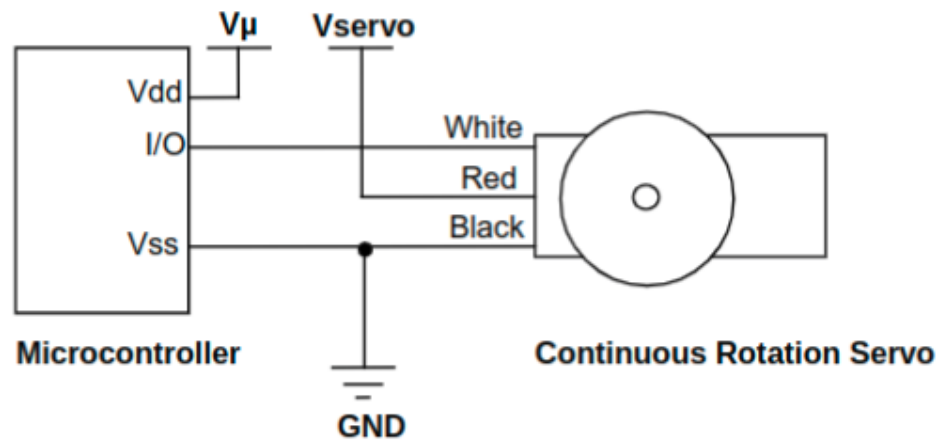 Vµ
Vservo
Vdd
I/O
White
Red
Vss
Black
Microcontroller
Continuous Rotation Servo
GND